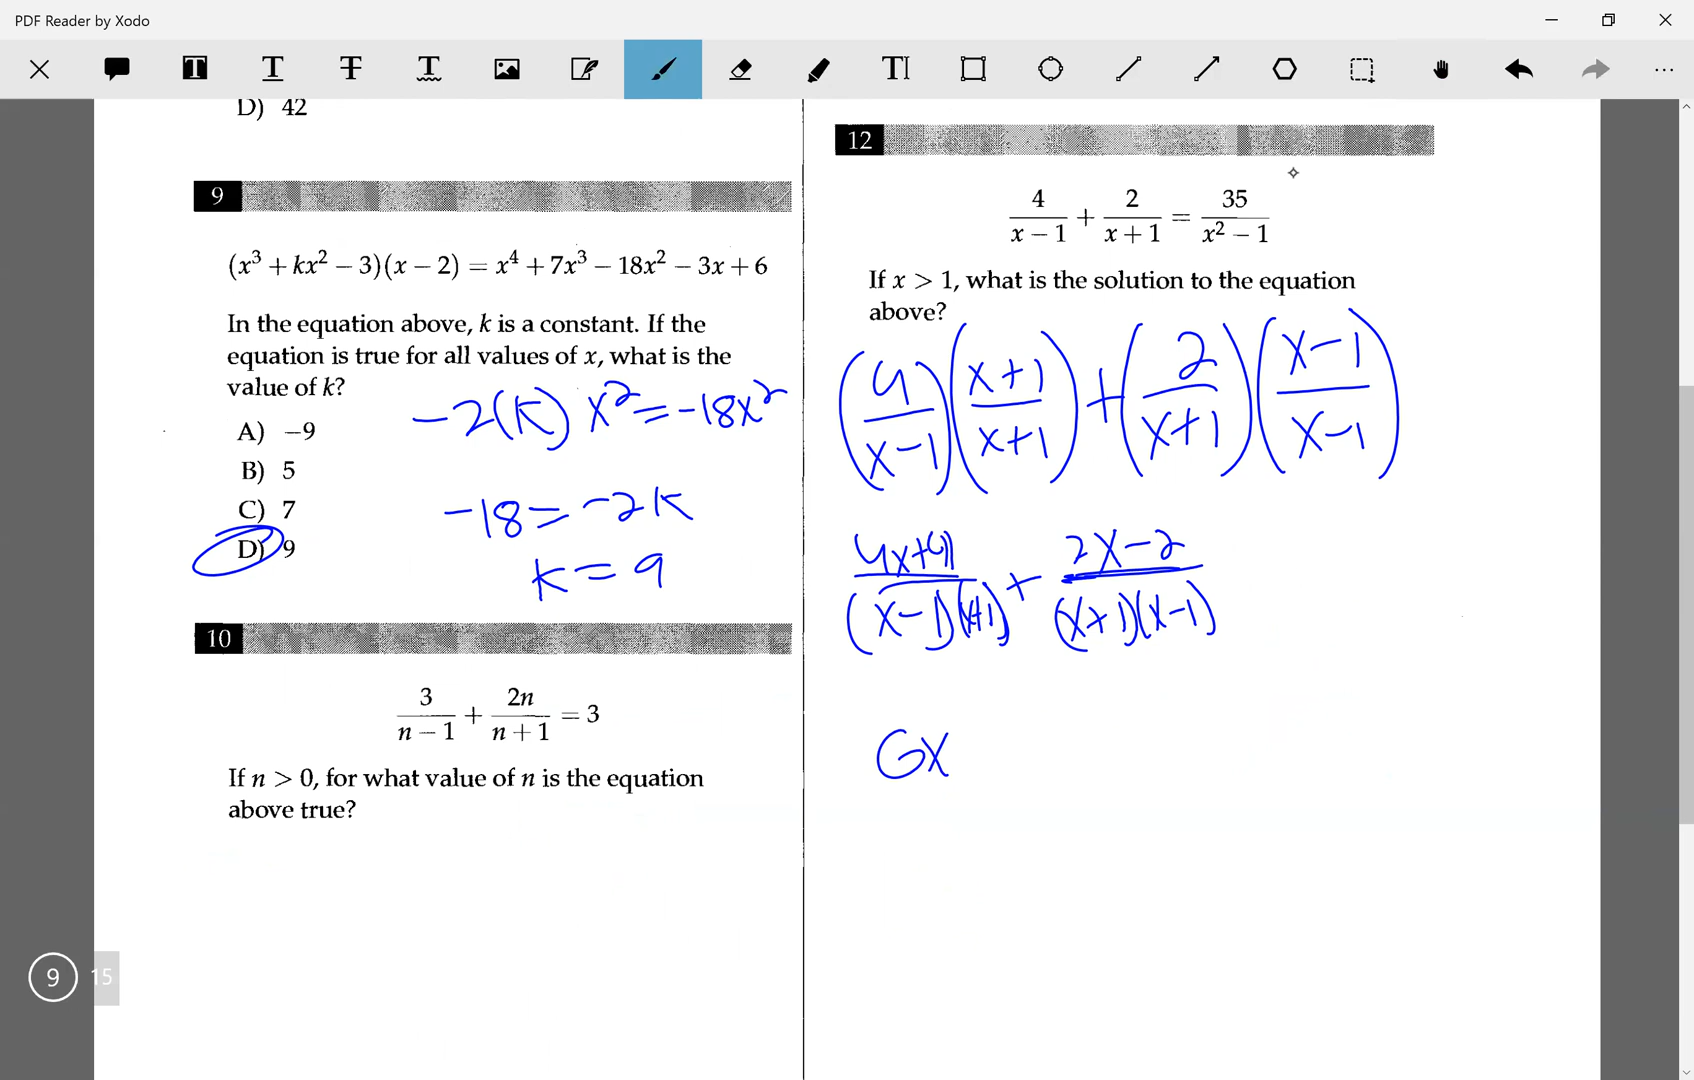 PDF Reader by Xodo
D) 42
9
(x³ + kx² − 3)(x − 2) = x⁴ + 7x³ − 18x² − 3x + 6
In the equation above, k is a constant. If the
equation is true for all values of x, what is the
value of k?
−2(k) x² = −18x²
A) −9
B) 5
C) 7
−18 = −2k
D) 9
k = 9
10
3/(n − 1) + 2n/(n + 1) = 3
If n > 0, for what value of n is the equation
above true?
12
4/(x − 1) + 2/(x + 1) = 35/(x² − 1)
If x > 1, what is the solution to the equation
above?
(4/(x−1)) ((x+1)/(x+1)) + (2/(x+1)) ((x−1)/(x−1))
(4x+4)/((x−1)(x+1)) + (2x−2)/((x+1)(x−1))
6x
9 15